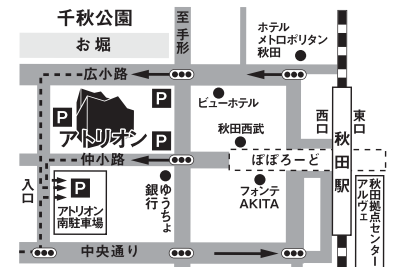 千秋公園
お堀
至手形
ホテル
メトロポリタン
秋田
広小路
P
P
ビューホテル
アトリオン
P
秋田西武
西口
東口
秋田駅
仲小路
ぽぽろーど
入口
P
アトリオン
南駐車場
ゆうちょ
銀行
フォンテ
AKITA
秋田拠点センター
アルヴェ
中央通り